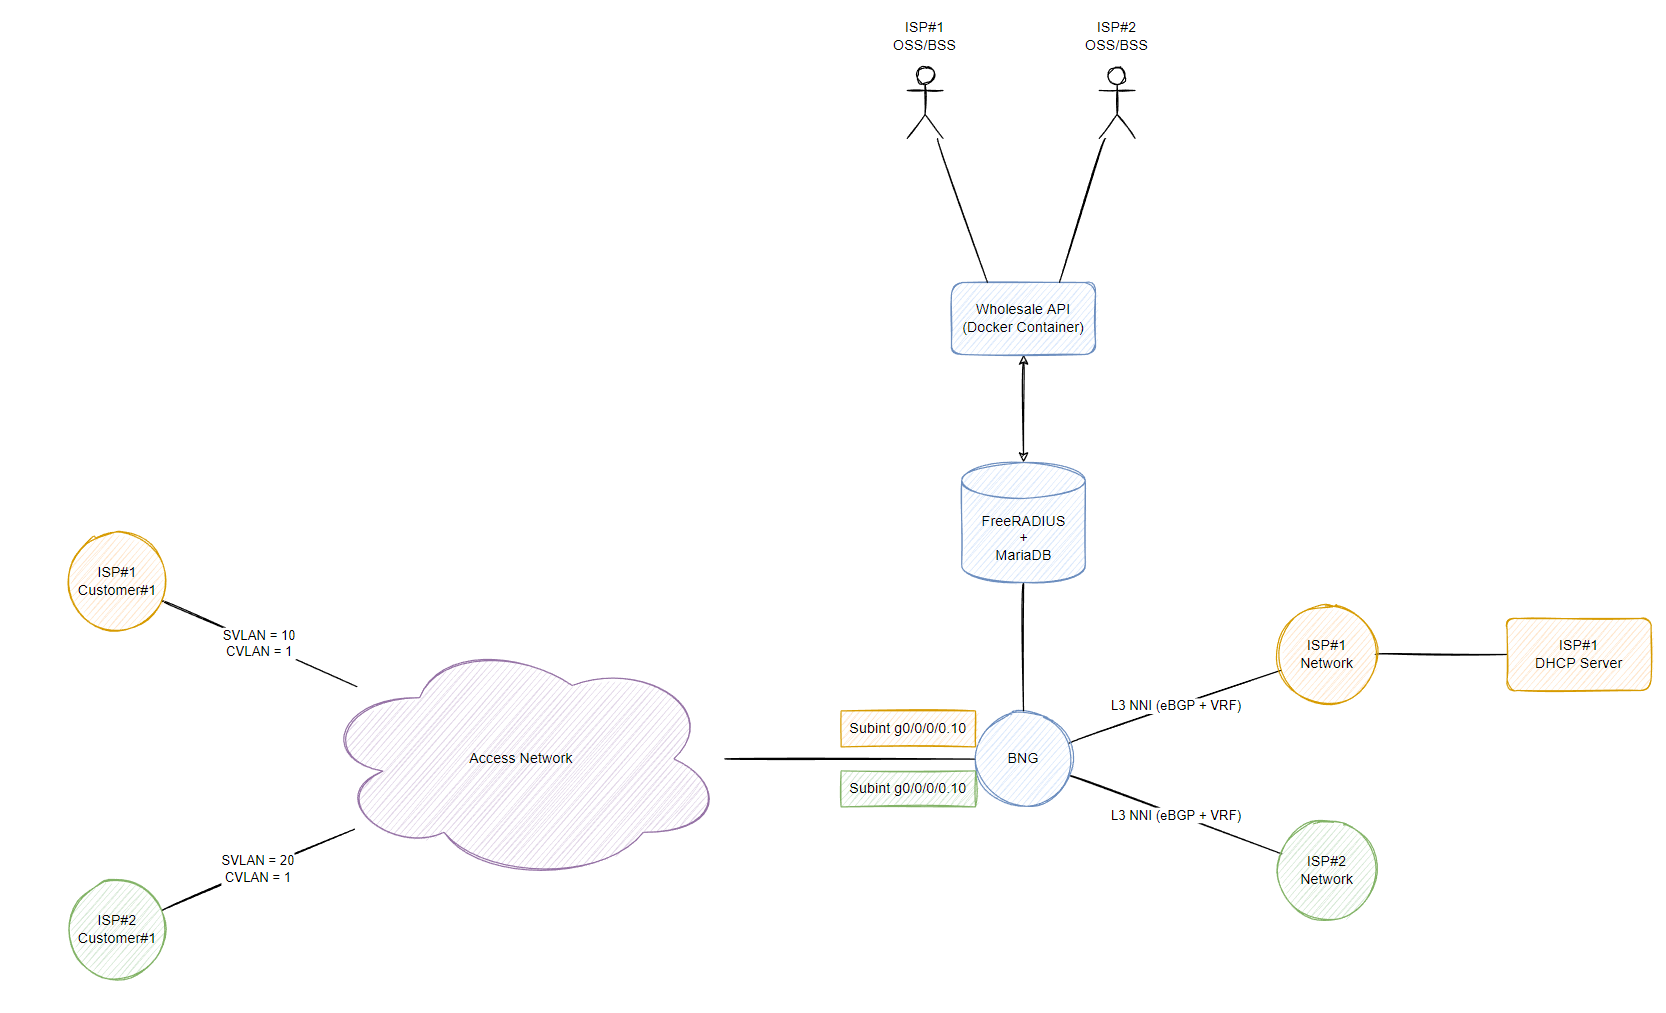 ISP#1
OSS/BSS
ISP#2
OSS/BSS
Wholesale API
(Docker Container)
FreeRADIUS
+
MariaDB
ISP#1
Customer#1
SVLAN = 10
CVLAN = 1
Access Network
Subint g0/0/0/0.10
Subint g0/0/0/0.10
BNG
L3 NNI (eBGP + VRF)
L3 NNI (eBGP + VRF)
ISP#1
Network
ISP#1
DHCP Server
ISP#2
Network
SVLAN = 20
CVLAN = 1
ISP#2
Customer#1